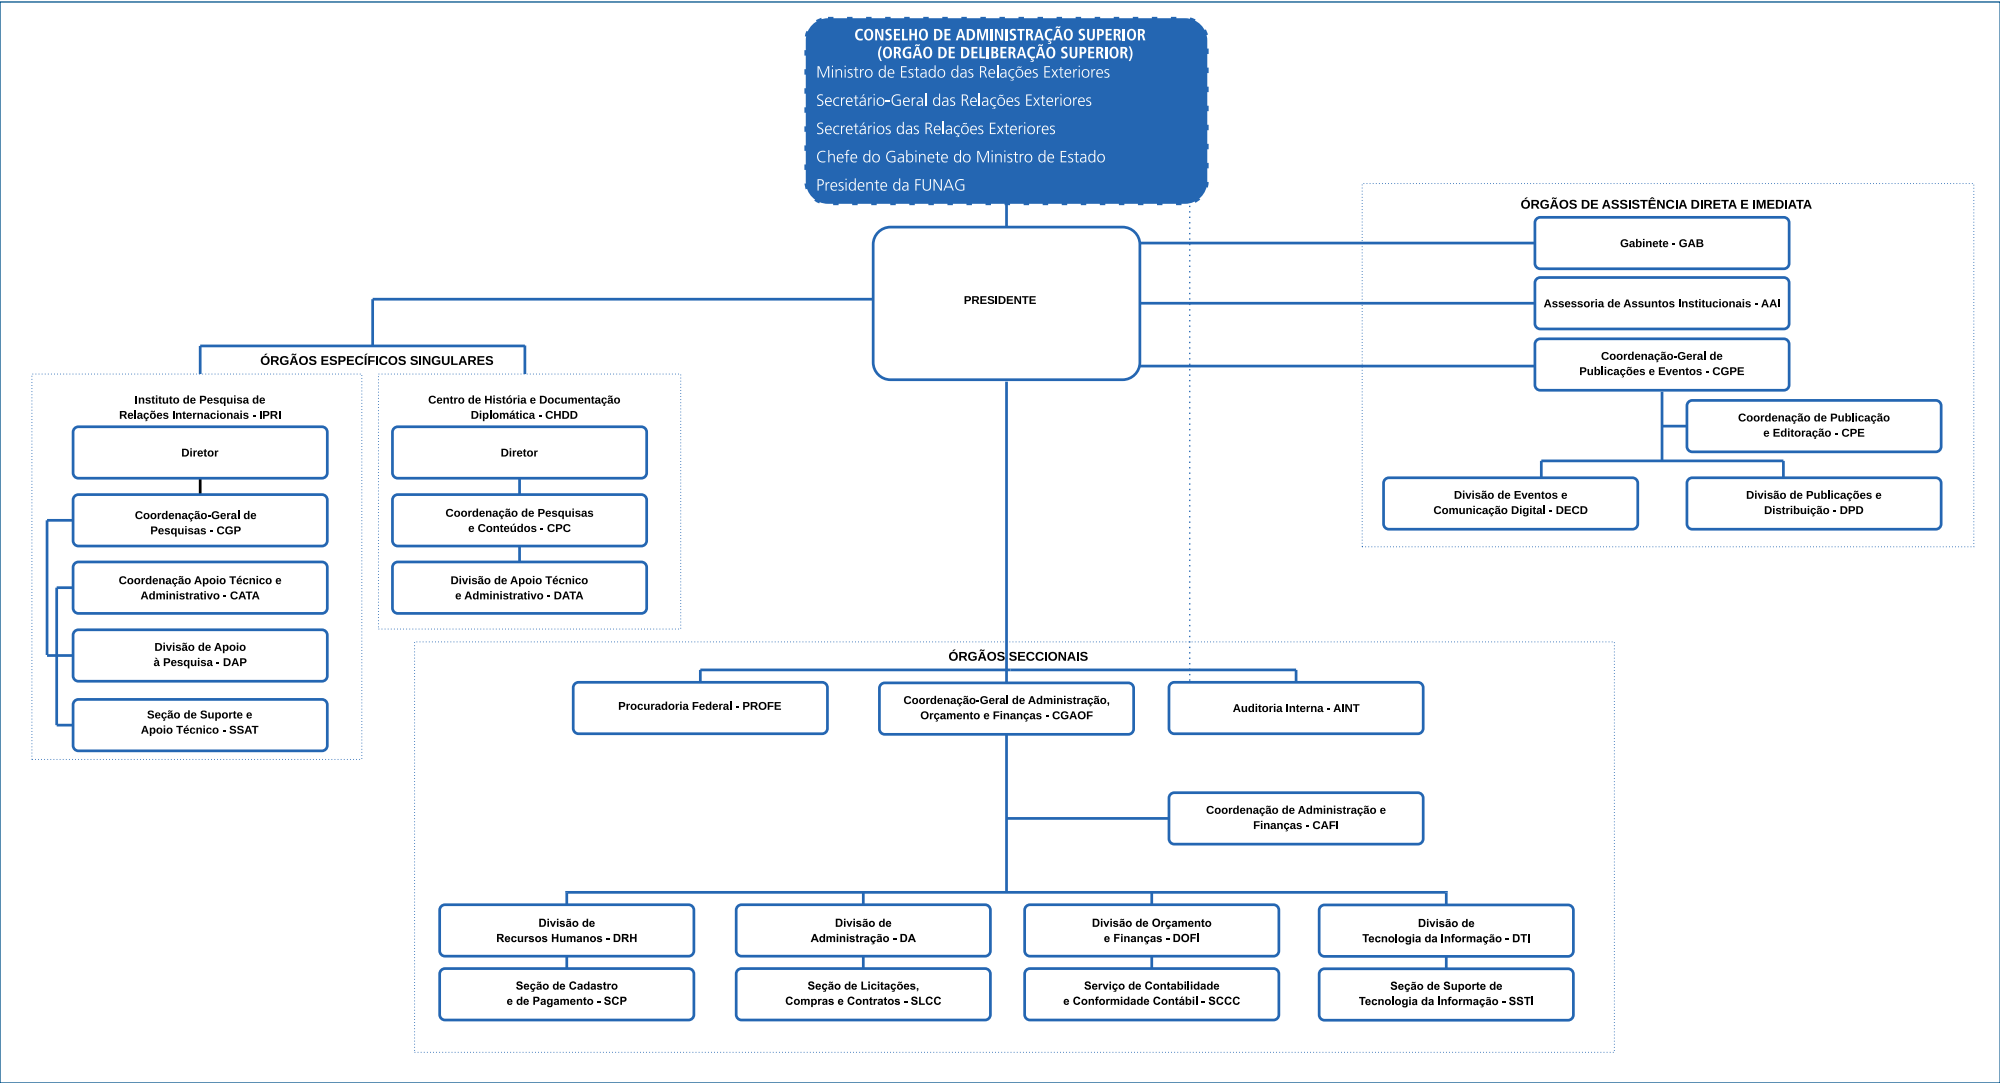 CONSELHO DE ADMINISTRAÇÃO SUPERIOR
(ORGÃO DE DELIBERAÇÃO SUPERIOR)
Ministro de Estado das Relações Exteriores
Secretário-Geral das Relações Exteriores
Secretários das Relações Exteriores
Chefe do Gabinete do Ministro de Estado
Presidente da FUNAG
PRESIDENTE
ÓRGÃOS DE ASSISTÊNCIA DIRETA E IMEDIATA
Gabinete - GAB
Assessoria de Assuntos Institucionais - AAI
Coordenação-Geral de
Publicações e Eventos - CGPE
Coordenação de Publicação
e Editoração - CPE
Divisão de Eventos e
Comunicação Digital - DECD
Divisão de Publicações e
Distribuição - DPD
ÓRGÃOS ESPECÍFICOS SINGULARES
Instituto de Pesquisa de
Relações Internacionais - IPRI
Diretor
Coordenação-Geral de
Pesquisas - CGP
Coordenação Apoio Técnico e
Administrativo - CATA
Divisão de Apoio
à Pesquisa - DAP
Seção de Suporte e
Apoio Técnico - SSAT
Centro de História e Documentação
Diplomática - CHDD
Diretor
Coordenação de Pesquisas
e Conteúdos - CPC
Divisão de Apoio Técnico
e Administrativo - DATA
ÓRGÃOS SECCIONAIS
Procuradoria Federal - PROFE
Coordenação-Geral de Administração,
Orçamento e Finanças - CGAOF
Auditoria Interna - AINT
Coordenação de Administração e
Finanças - CAFI
Divisão de
Recursos Humanos - DRH
Divisão de
Administração - DA
Divisão de Orçamento
e Finanças - DOFI
Divisão de
Tecnologia da Informação - DTI
Seção de Cadastro
e de Pagamento - SCP
Seção de Licitações,
Compras e Contratos - SLCC
Serviço de Contabilidade
e Conformidade Contábil - SCCC
Seção de Suporte de
Tecnologia da Informação - SSTI